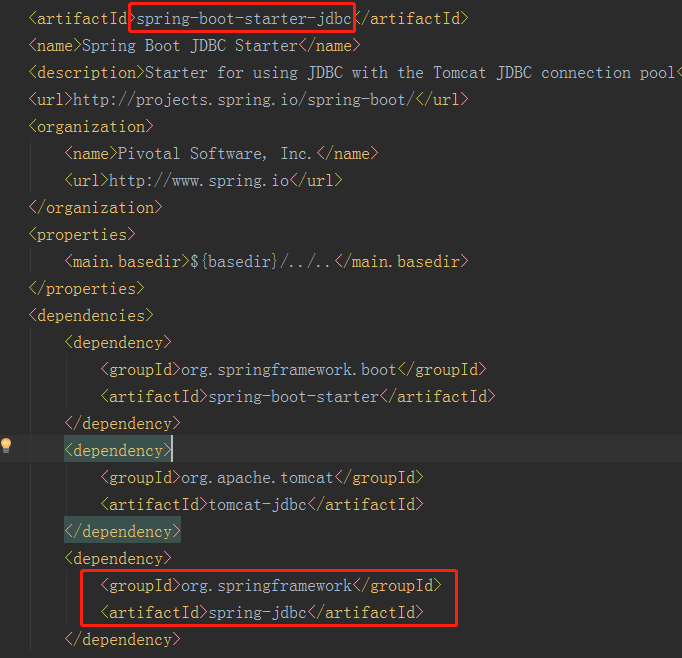 <artifactId>spring-boot-starter-jdbc</artifactId>
<name>Spring Boot JDBC Starter</name>
<description>Starter for using JDBC with the Tomcat JDBC connection pool<
<url>http://projects.spring.io/spring-boot/</url>
<organization>
<name>Pivotal Software, Inc.</name>
<url>http://www.spring.io</url>
</organization>
<properties>
<main.basedir>${basedir}/../..</main.basedir>
</properties>
<dependencies>
<dependency>
<groupId>org.springframework.boot</groupId>
<artifactId>spring-boot-starter</artifactId>
</dependency>
<dependency>
<groupId>org.apache.tomcat</groupId>
<artifactId>tomcat-jdbc</artifactId>
</dependency>
<dependency>
<groupId>org.springframework</groupId>
<artifactId>spring-jdbc</artifactId>
</dependency>